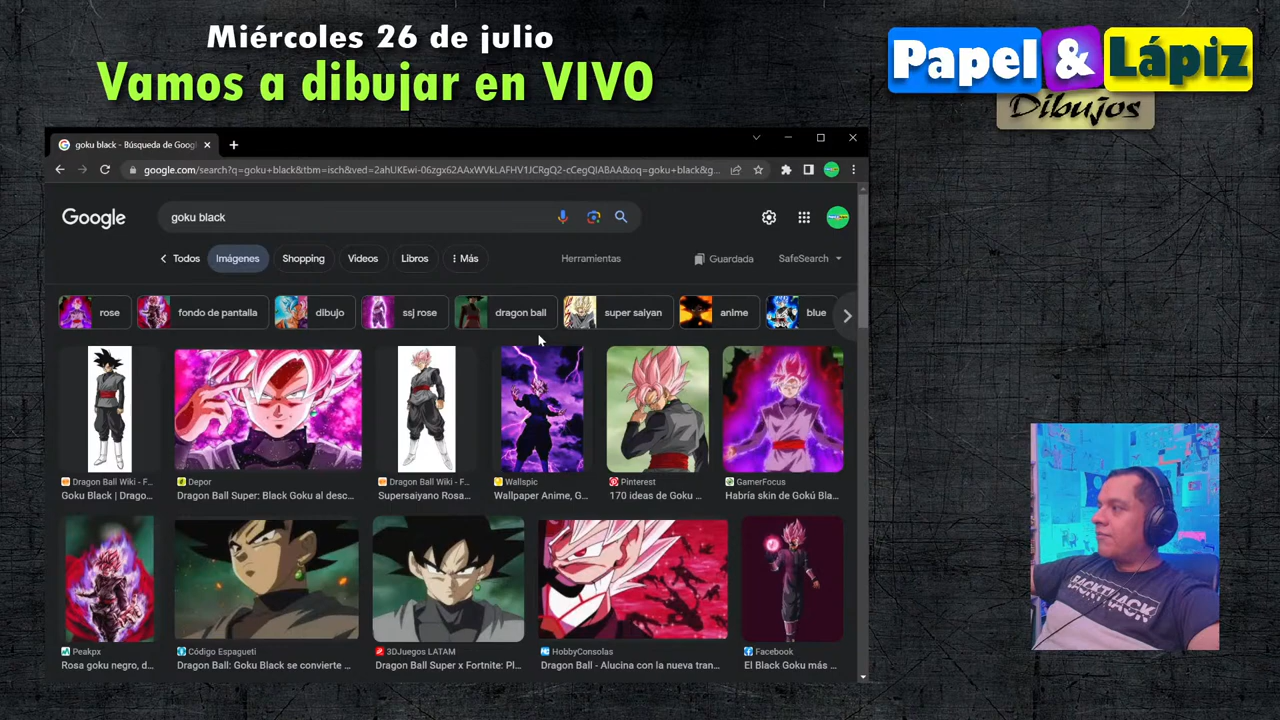 Miércoles 26 de julio
Vamos a dibujar en VIVO
Papel & Lápiz
Dibujos
goku black - Búsqueda de Googl
google.com/search?q=goku+black&tbm=isch&ved=2ahUKEwi-06zgx62AAxWVkLAFHV1JCRgQ2-cCegQIABAA&oq=goku+black&g...
Google
goku black
Todos
Imágenes
Shopping
Videos
Libros
Más
Herramientas
Guardada
SafeSearch
rose
fondo de pantalla
dibujo
ssj rose
dragon ball
super saiyan
anime
blue
Dragon Ball Wiki - F...
Goku Black | Drago...
Depor
Dragon Ball Super: Black Goku al desc...
Dragon Ball Wiki - F...
Supersaiyano Rosa...
Wallspic
Wallpaper Anime, G...
Pinterest
170 ideas de Goku ...
GamerFocus
Habría skin de Gokú Bla...
Peakpx
Rosa goku negro, d...
Código Espagueti
Dragon Ball: Goku Black se convierte ...
3DJuegos LATAM
Dragon Ball Super x Fortnite: Pl...
HobbyConsolas
Dragon Ball - Alucina con la nueva tran...
Facebook
El Black Goku más ...